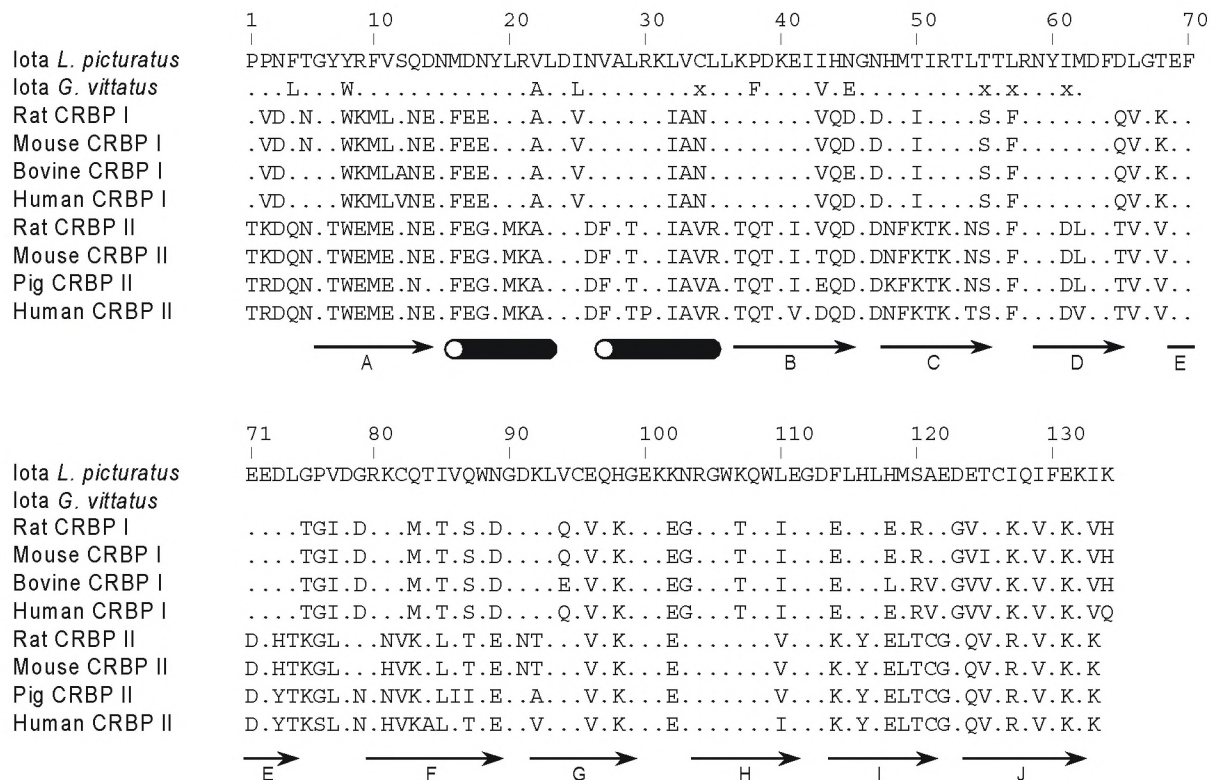 1 10 20 30 40 50 60 70
Iota L. picturatus PPNFTGYYRFVSQDNMDNYLRVLDINVALRKLVCLLKPDKEIIHNGNHMTIRTLTTLRNYIMDFDLGTEF
Iota G. vittatus ...L...W.............A..L........x...F....V.E.........x.x...x.
Rat CRBP I .VD.N..WKML.NE.FEE...A..V......IAN........VQD.D..I....S.F.......QV..K..
Mouse CRBP I .VD.N..WKML.NE.FEE...A..V......IAN........VQD.D..I....S.F.......QV..K..
Bovine CRBP I .VD....WKMLANE.FEE...A..V......IAN........VQE.D..I....S.F.......QV..K..
Human CRBP I .VD....WKMLVNE.FEE...A..V......IAN........VQD.D..I....S.F.......QV..K..
Rat CRBP II TKDQN.TWEME.NE.FEG.MKA...DF.T..IAVR.TQT.I.VQD.DNFKTK.NS.F...DL..TV.V..
Mouse CRBP II TKDQN.TWEME.NE.FEG.MKA...DF.T..IAVR.TQT.I.TQD.DNFKTK.NS.F...DL..TV.V..
Pig CRBP II TRDQN.TWEME.N..FEG.MKA...DF.T..IAVA.TQT.I.EQD.DKFKTK.NS.F...DL..TV.V..
Human CRBP II TRDQN.TWEME.NE.FEG.MKA...DF.TP.IAVR.TQT.V.DQD.DNFKTK.TS.F...DV..TV.V..
A B C D E
71 80 90 100 110 120 130
Iota L. picturatus EEDLGPVDGRKCQTIVQWNGDKLVCEQHGEKKNRGWKQWLEGDFLHLHMSAEDETCIQIFEKIK
Iota G. vittatus
Rat CRBP I ....TGI.D...M.T.S.D....Q.V.K...EG...T..I...E...E.R..GV..K.V.K.VH
Mouse CRBP I ....TGI.D...M.T.S.D....Q.V.K...EG...T..I...E...E.R..GVI.K.V.K.VH
Bovine CRBP I ....TGI.D...M.T.S.D....E.V.K...EG...T..I...E...L.RV.GVV.K.V.K.VH
Human CRBP I ....TGI.D...M.T.S.D....Q.V.K...EG...T..I...E...E.RV.GVV.K.V.K.VQ
Rat CRBP II D.HTKGL...NVK.L.T.E.NT...V.K...E.......V...K.Y.ELTCG.QV.R.V.K.K
Mouse CRBP II D.HTKGL...HVK.L.T.E.NT...V.K...E.......V...K.Y.ELTCG.QV.R.V.K.K
Pig CRBP II D.YTKGL.N.NVK.LII.E..A...V.K...E.......V...K.Y.ELTCG.QV.R.V.K.K
Human CRBP II D.YTKSL.N.HVKAL.T.E..V...V.K...E.......I...K.Y.ELTCG.QV.R.V.K.K
E F G H I J